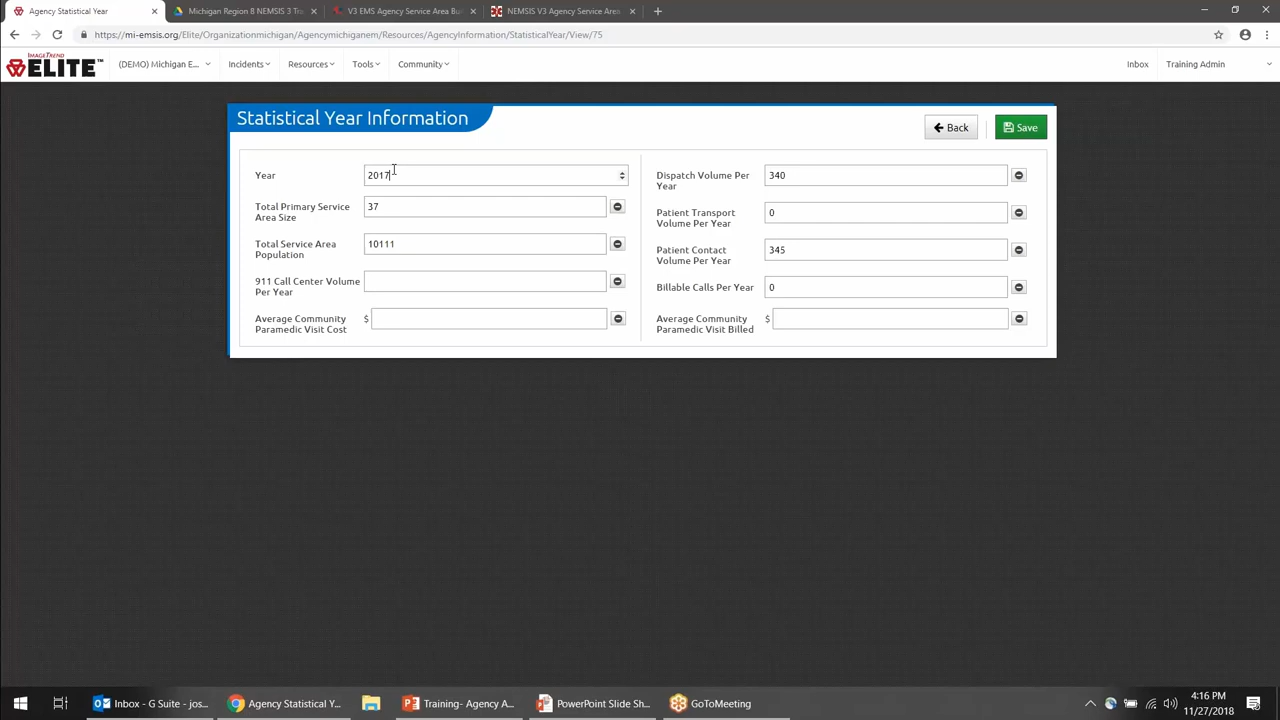 Agency Statistical Year
Michigan Region 8 NEMSIS 3 Tr
V3 EMS Agency Service Area Bu
NEMSIS V3 Agency Service Area
https://mi-emsis.org/Elite/Organizationmichigan/Agencymichiganem/Resources/AgencyInformation/StatisticalYear/View/75
IMAGETREND
ELITE™
(DEMO) Michigan E...
Incidents
Resources
Tools
Community
Inbox
Training Admin
Statistical Year Information
Back
Save
Year
2017
Total Primary Service
Area Size
37
Total Service Area
Population
10111
911 Call Center Volume
Per Year
Average Community
Paramedic Visit Cost
$
Dispatch Volume Per
Year
340
Patient Transport
Volume Per Year
0
Patient Contact
Volume Per Year
345
Billable Calls Per Year
0
Average Community
Paramedic Visit Billed
$
Inbox - G Suite - jos...
Agency Statistical Y...
Training - Agency A...
PowerPoint Slide Sh...
GoToMeeting
4:16 PM
11/27/2018